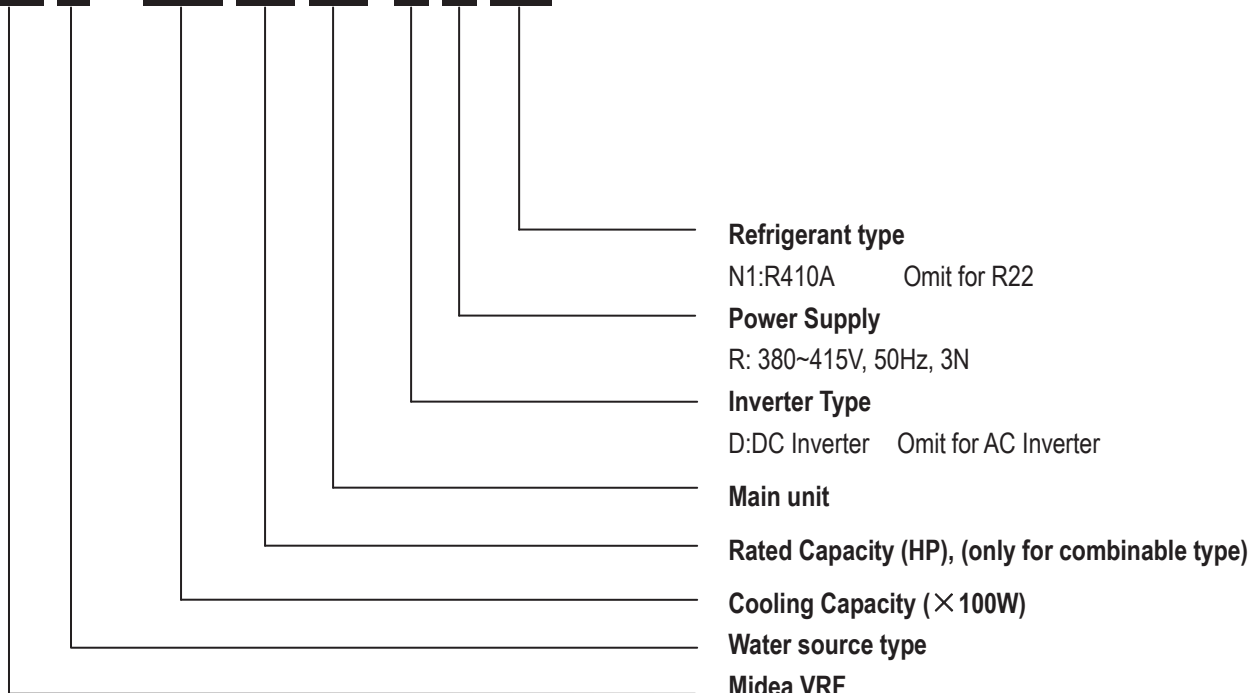 Refrigerant type
N1:R410A Omit for R22
Power Supply
R: 380~415V, 50Hz, 3N
Inverter Type
D:DC Inverter Omit for AC Inverter
Main unit
Rated Capacity (HP), (only for combinable type)
Cooling Capacity (×100W)
Water source type
Midea VRF